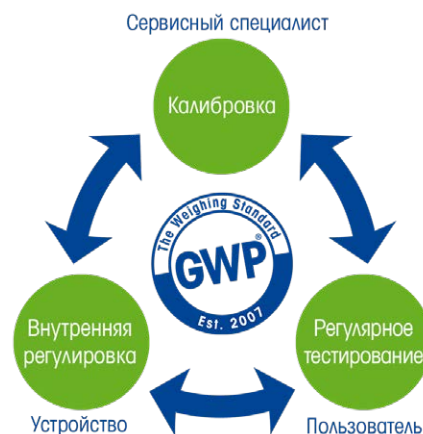 Сервисный специалист
Калибровка
The Weighing Standard
GWP®
Est. 2007
Внутренняя
регулировка
Регулярное
тестирование
Устройство
Пользователь